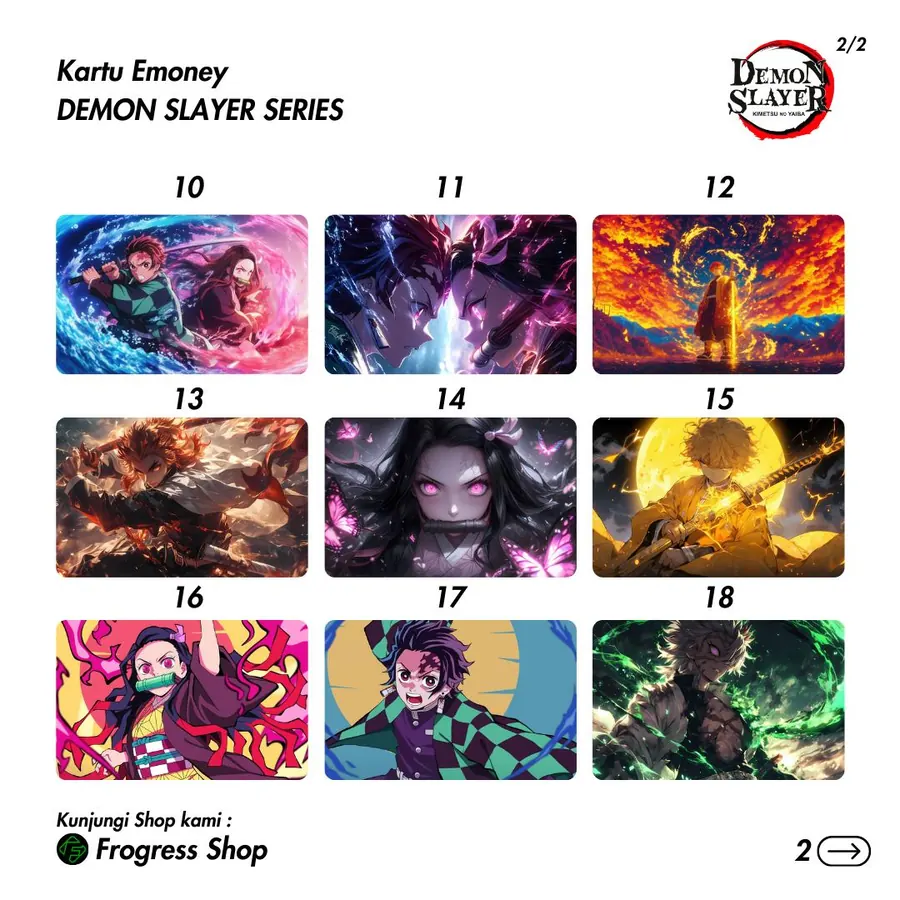 2/2
Kartu Emoney
DEMON SLAYER SERIES
DEMON
SLAYER
KIMETSU NO YAIBA
10 11 12
13 14 15
16 17 18
Kunjungi Shop kami :
Frogress Shop
2